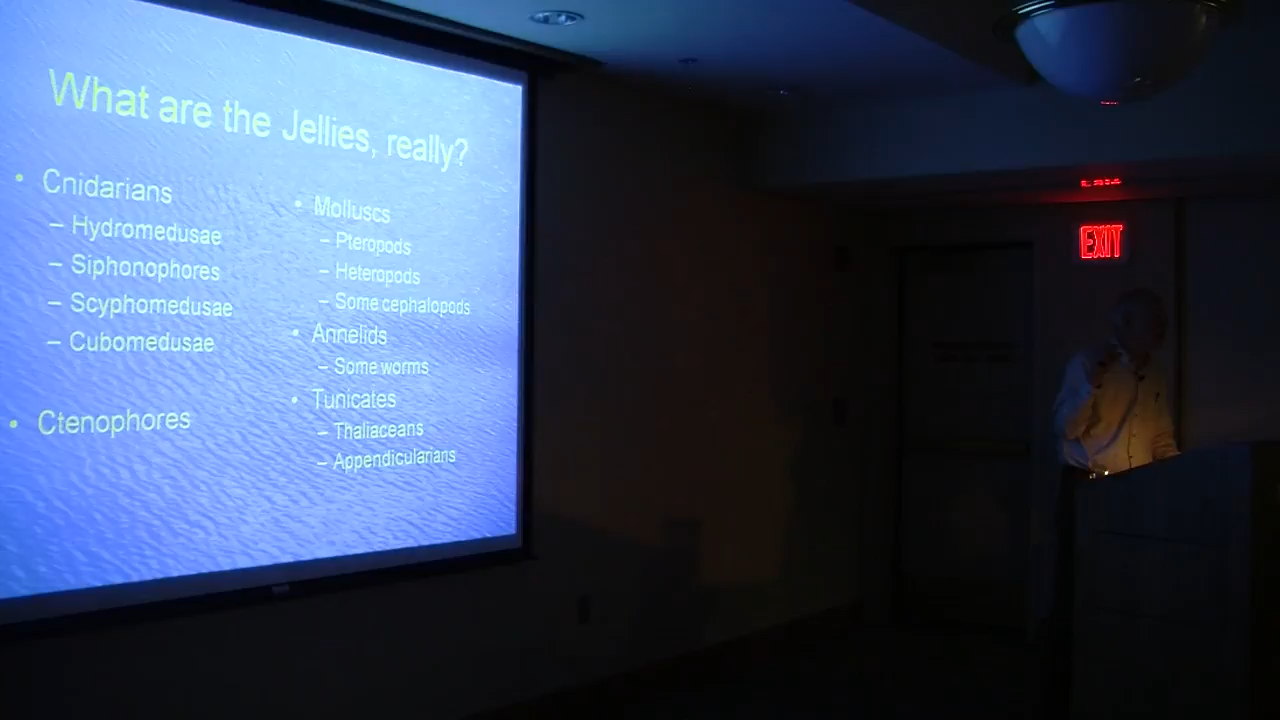 What are the Jellies, really?
• Cnidarians
– Hydromedusae
– Siphonophores
– Scyphomedusae
– Cubomedusae
• Ctenophores
• Molluscs
– Pteropods
– Heteropods
– Some cephalopods
• Annelids
– Some worms
• Tunicates
– Thaliaceans
– Appendicularians
EXIT